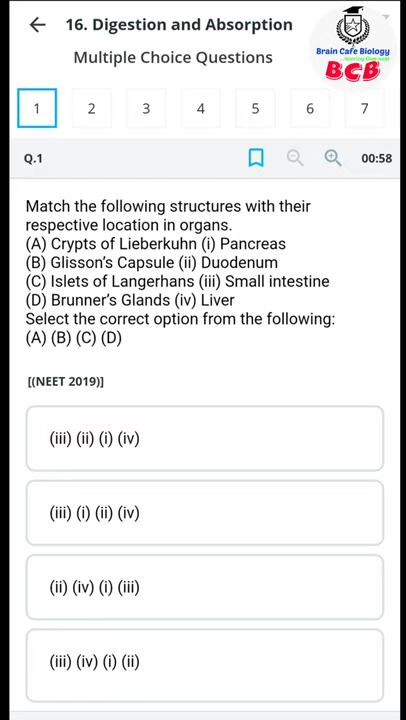 16. Digestion and Absorption
Multiple Choice Questions
Brain Cafe Biology
BCB
1 2 3 4 5 6 7
Q.1 00:58
Match the following structures with their
respective location in organs.
(A) Crypts of Lieberkuhn (i) Pancreas
(B) Glisson's Capsule (ii) Duodenum
(C) Islets of Langerhans (iii) Small intestine
(D) Brunner's Glands (iv) Liver
Select the correct option from the following:
(A) (B) (C) (D)
[(NEET 2019)]
(iii) (ii) (i) (iv)
(iii) (i) (ii) (iv)
(ii) (iv) (i) (iii)
(iii) (iv) (i) (ii)